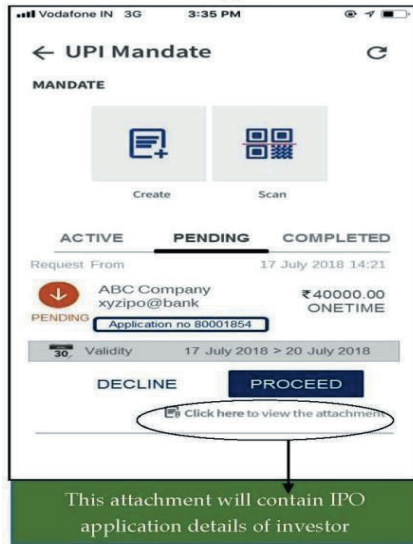 Vodafone IN 3G 3:35 PM
UPI Mandate
MANDATE
Create Scan
ACTIVE PENDING COMPLETED
Request From 17 July 2018 14:21
ABC Company ₹40000.00
xyzipo@bank ONETIME
PENDING
Application no 80001854
30 Validity 17 July 2018 > 20 July 2018
DECLINE PROCEED
Click here to view the attachment
This attachment will contain IPO
application details of investor